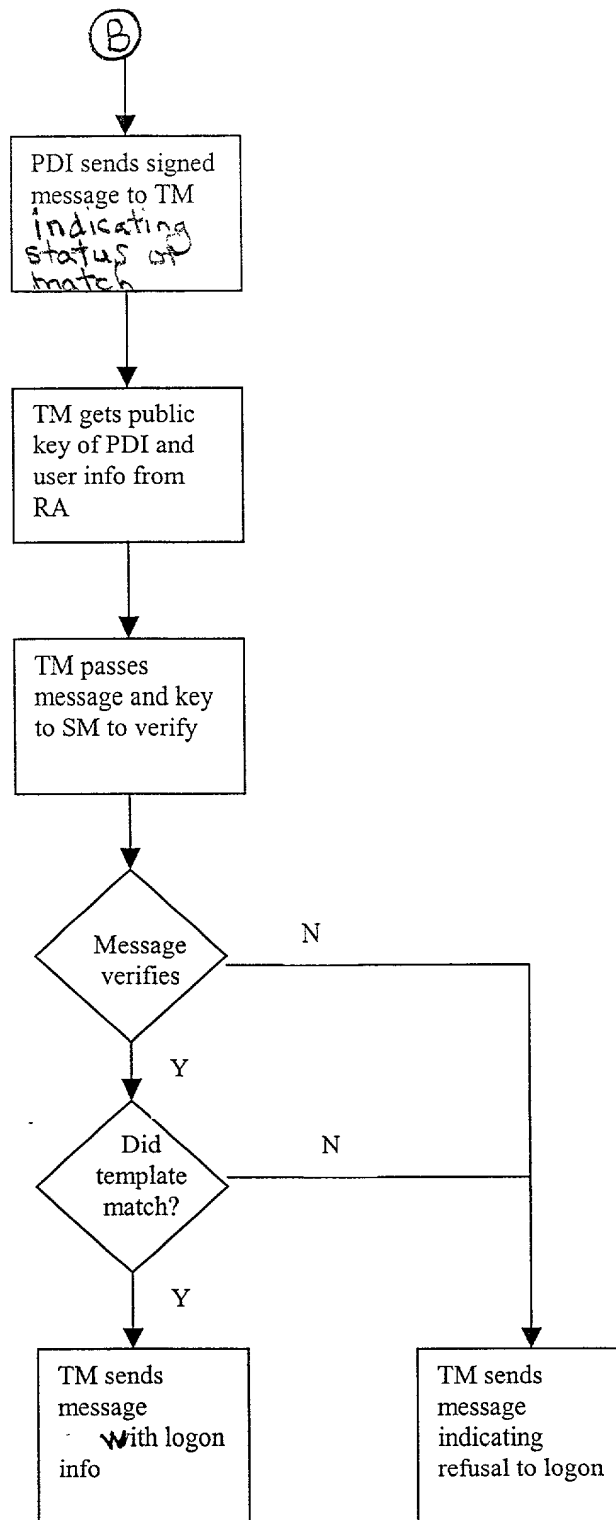 B
PDI sends signed
message to TM
indicating
status of
match
TM gets public
key of PDI and
user info from
RA
TM passes
message and key
to SM to verify
Message
verifies
N
Y
Did
template
match?
N
Y
TM sends
message
with logon
info
TM sends
message
indicating
refusal to logon